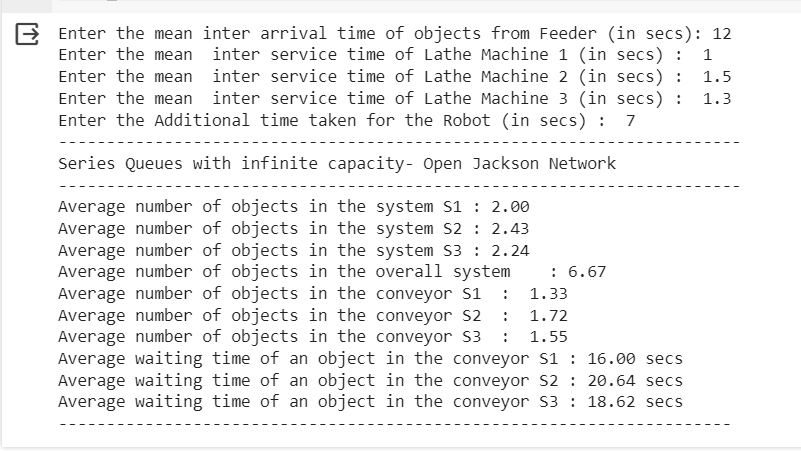 Enter the mean inter arrival time of objects from Feeder (in secs): 12
Enter the mean  inter service time of Lathe Machine 1 (in secs) :  1
Enter the mean  inter service time of Lathe Machine 2 (in secs) :  1.5
Enter the mean  inter service time of Lathe Machine 3 (in secs) :  1.3
Enter the Additional time taken for the Robot (in secs) :  7
-----------------------------------------------------------------------
Series Queues with infinite capacity- Open Jackson Network
-----------------------------------------------------------------------
Average number of objects in the system S1 : 2.00
Average number of objects in the system S2 : 2.43
Average number of objects in the system S3 : 2.24
Average number of objects in the overall system    : 6.67
Average number of objects in the conveyor S1  :  1.33
Average number of objects in the conveyor S2  :  1.72
Average number of objects in the conveyor S3  :  1.55
Average waiting time of an object in the conveyor S1 : 16.00 secs
Average waiting time of an object in the conveyor S2 : 20.64 secs
Average waiting time of an object in the conveyor S3 : 18.62 secs
----------------------------------------------------------------------